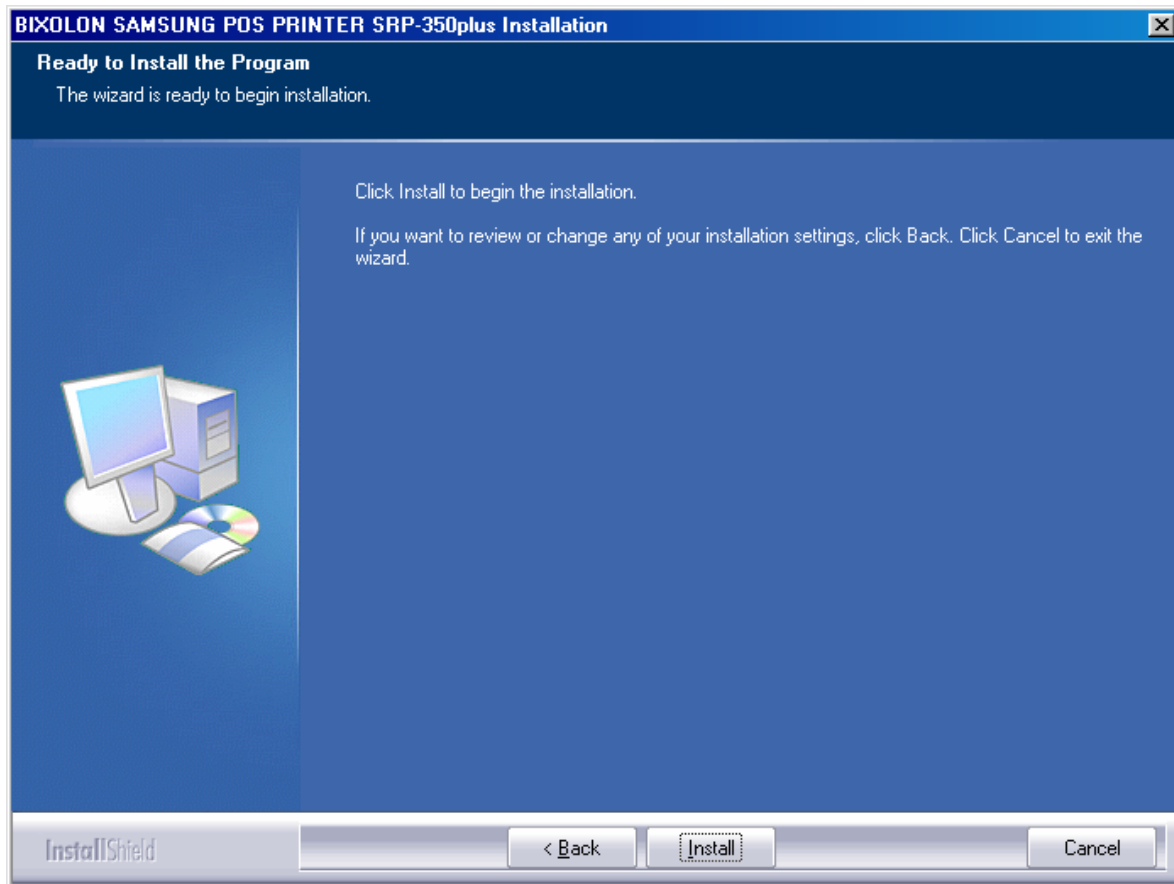 BIXOLON SAMSUNG POS PRINTER SRP-350plus Installation
Ready to Install the Program
The wizard is ready to begin installation.
Click Install to begin the installation.
If you want to review or change any of your installation settings, click Back. Click Cancel to exit the
wizard.
InstallShield
< Back
Install
Cancel